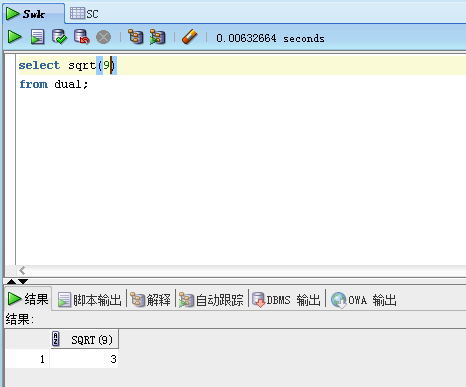 Swk SC
0.00632664 seconds
select sqrt(9)
from dual;
结果 脚本输出 解释 自动跟踪 DBMS 输出 OWA 输出
结果:
SQRT(9)
1 3